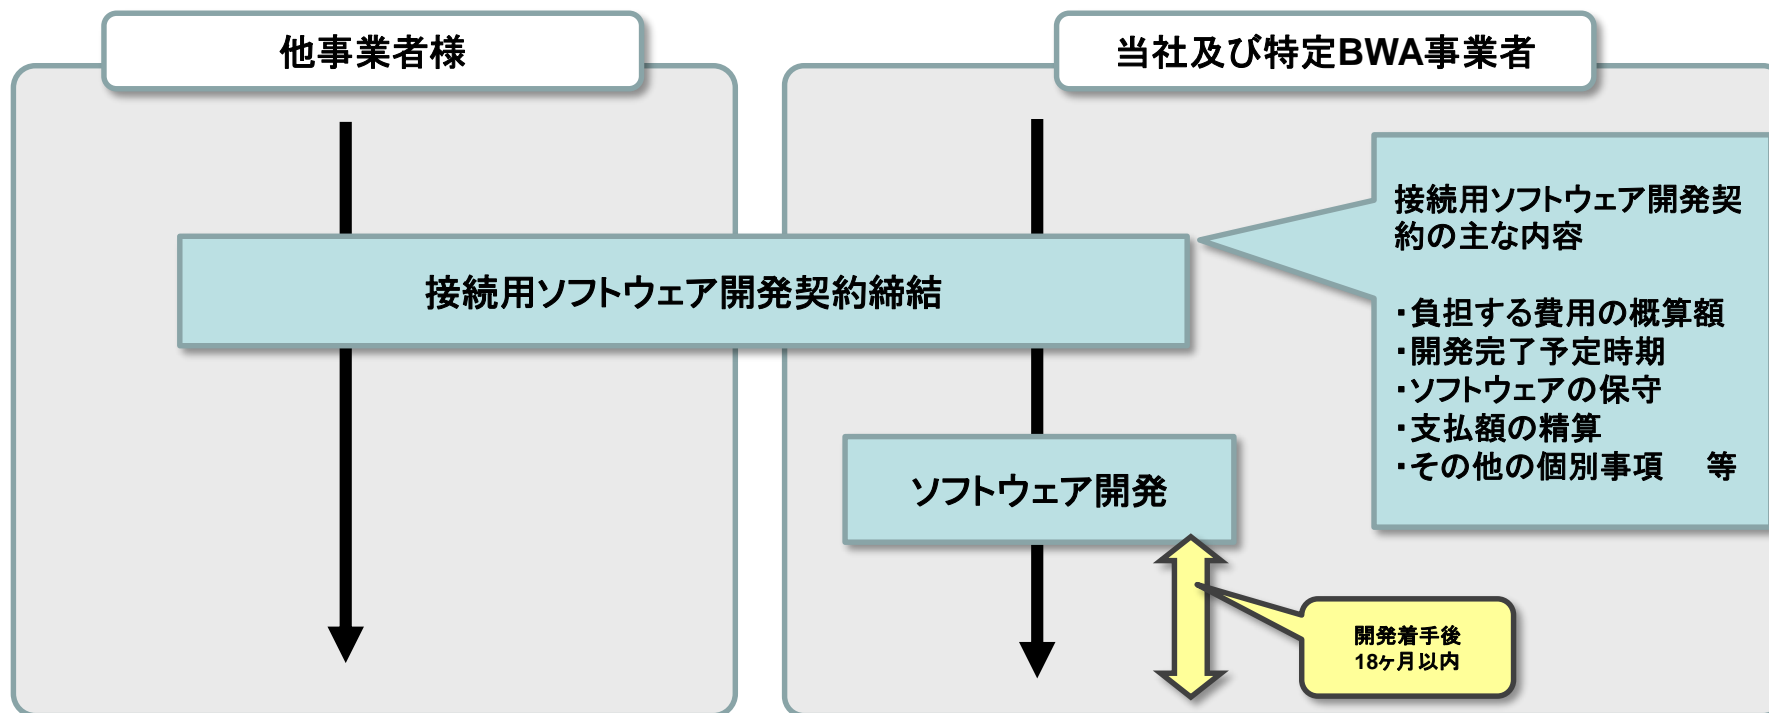 他事業者様
当社及び特定BWA事業者
接続用ソフトウェア開発契約締結
接続用ソフトウェア開発契
約の主な内容
・負担する費用の概算額
・開発完了予定時期
・ソフトウェアの保守
・支払額の精算
・その他の個別事項　等
ソフトウェア開発
開発着手後
18ヶ月以内